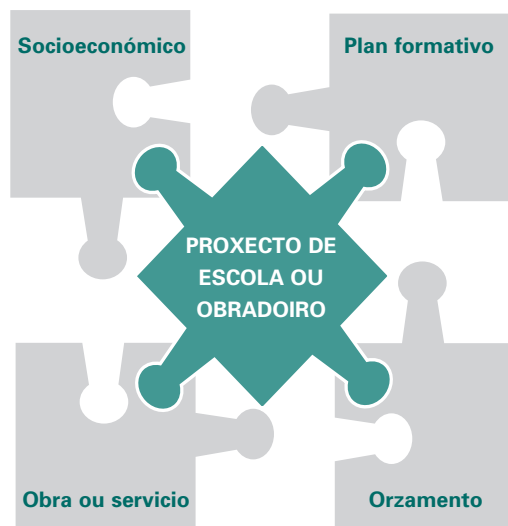 Socioeconómico
Plan formativo
PROXECTO DE
ESCOLA OU
OBRADOIRO
Obra ou servicio
Orzamento